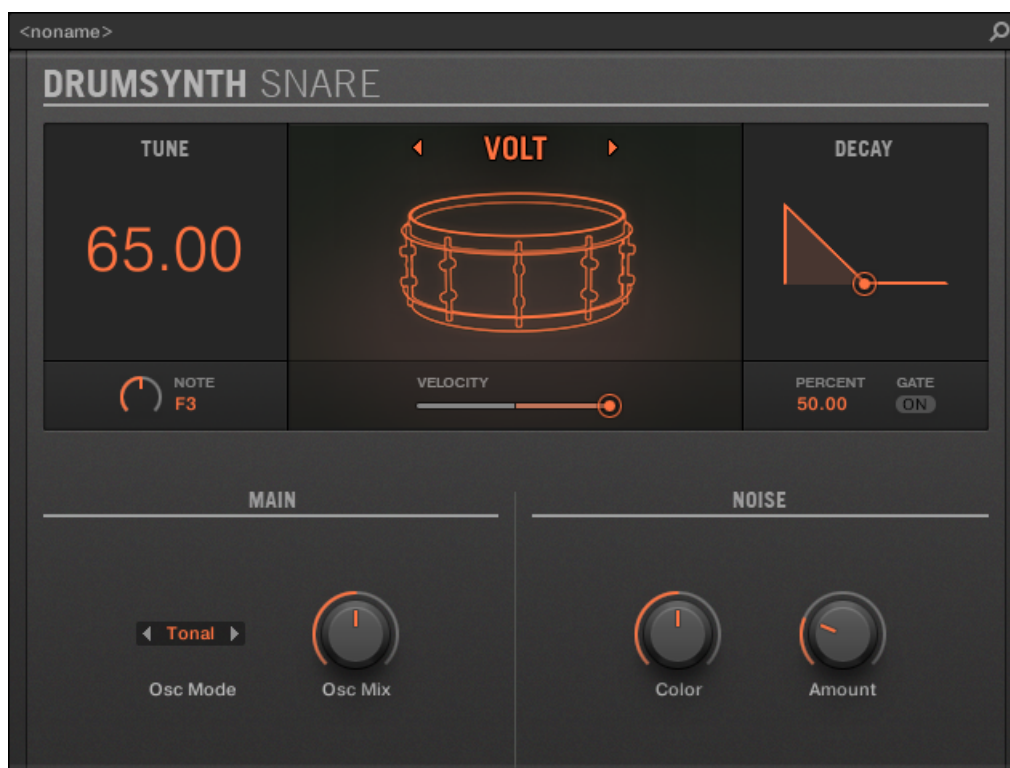 <noname>
DRUMSYNTH SNARE
TUNE
VOLT
DECAY
65.00
NOTE
F3
VELOCITY
PERCENT
50.00
GATE
ON
MAIN
NOISE
Tonal
Osc Mode
Osc Mix
Color
Amount